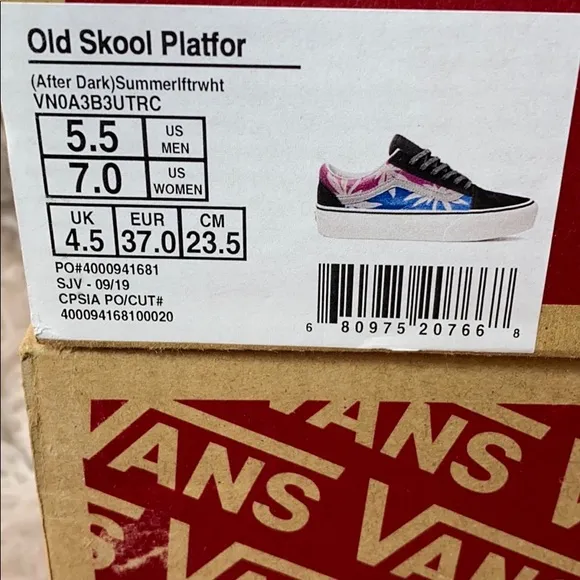 Old Skool Platfor
(After Dark)Summerlftrwht
VN0A3B3UTRC
5.5 US MEN
7.0 US WOMEN
UK 4.5 EUR 37.0 CM 23.5
PO#4000941681
SJV - 09/19
CPSIA PO/CUT#
400094168100020
6 80975 20766 8
VANS
VANS
VANS
VANS